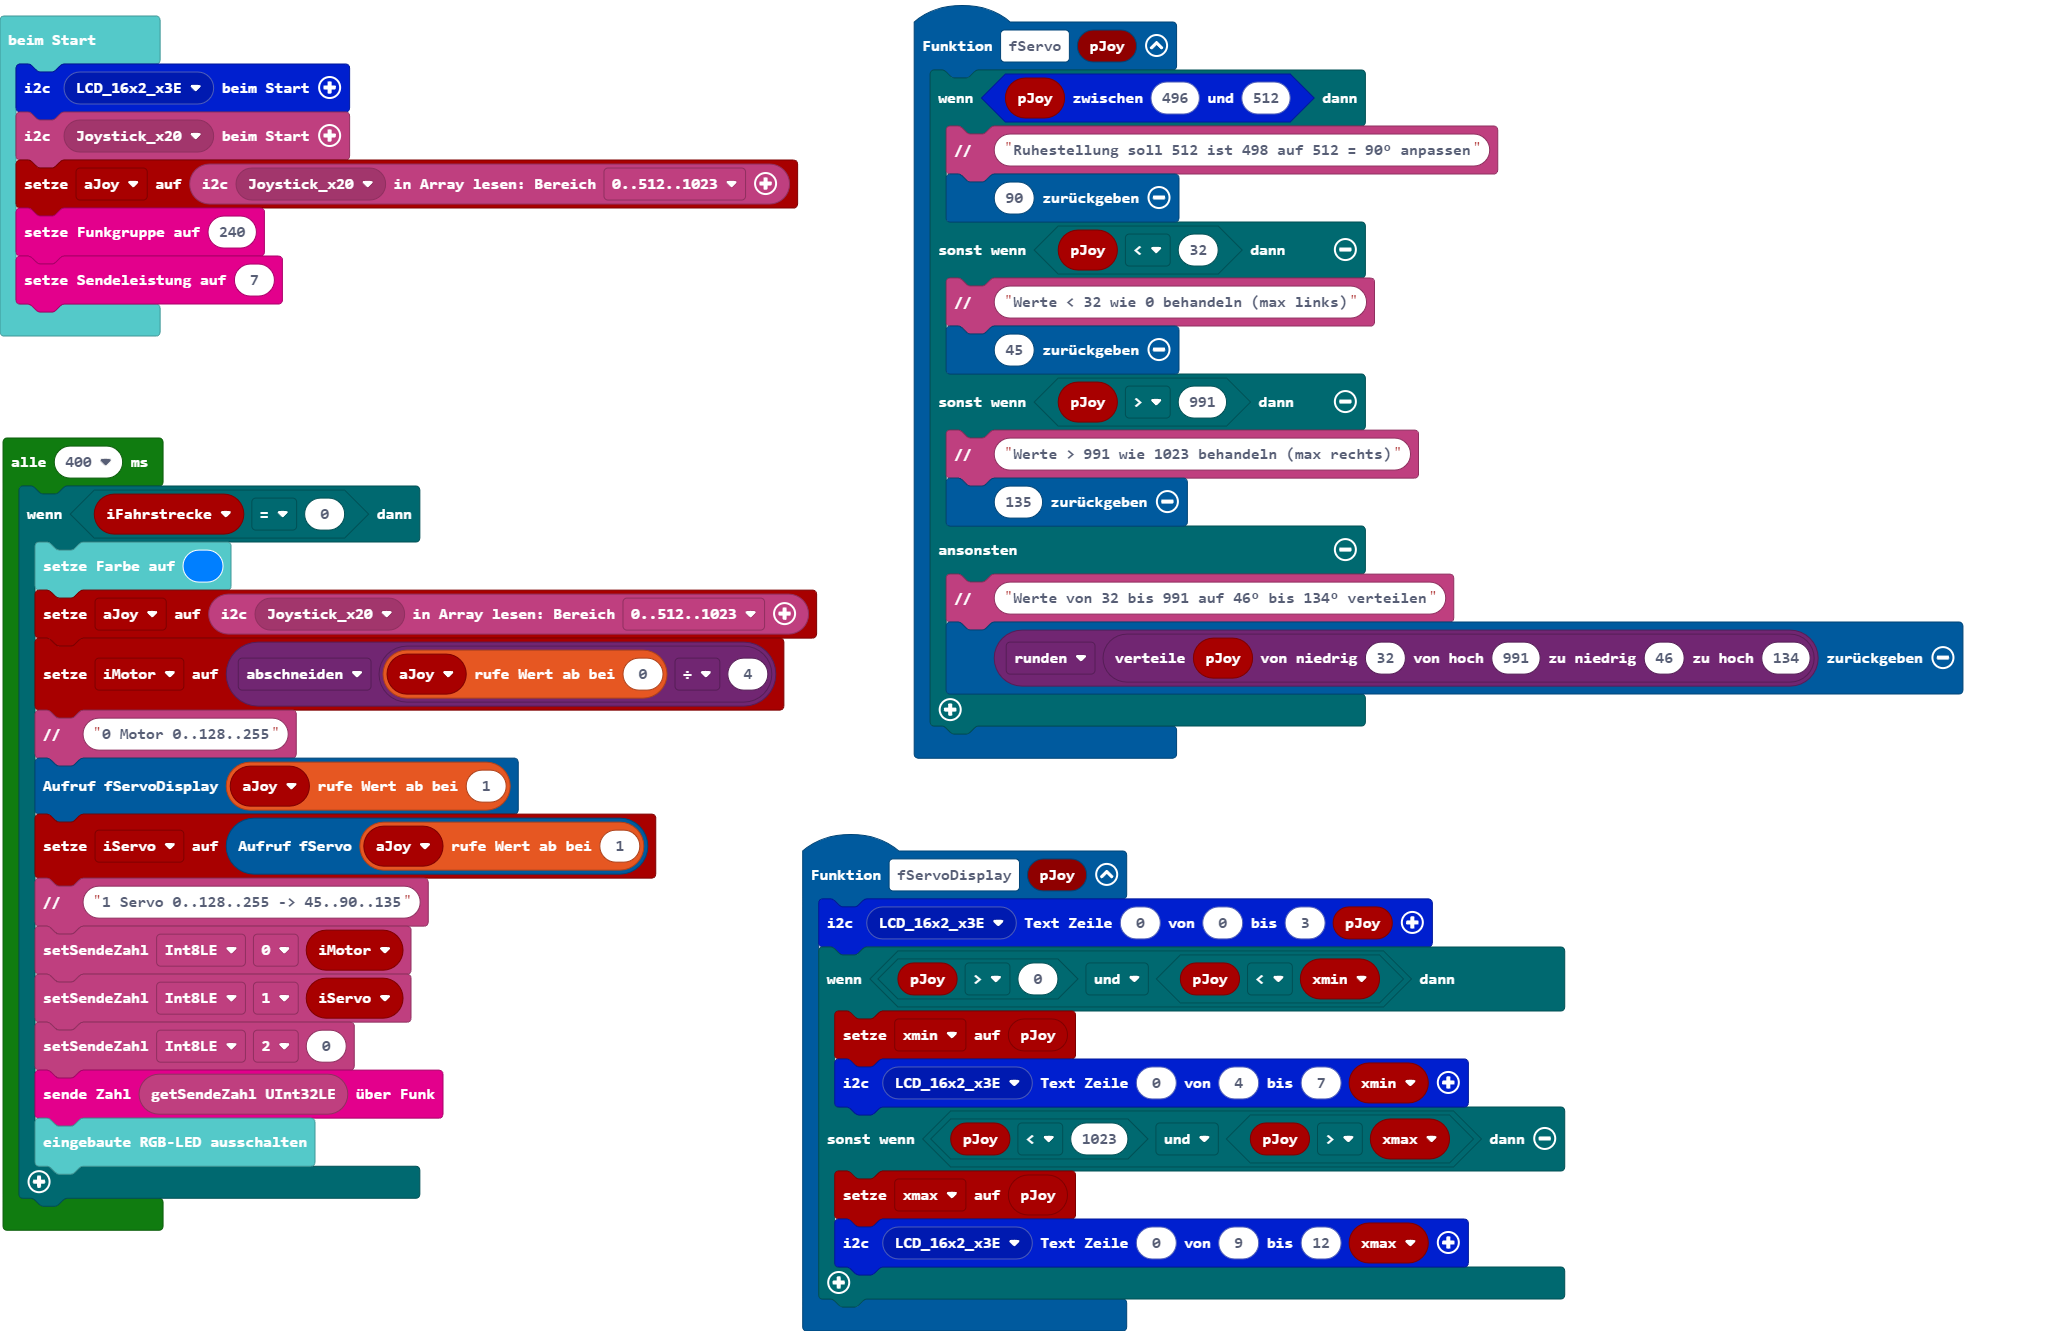 beim Start
i2c LCD_16x2_x3E beim Start
i2c Joystick_x20 beim Start
setze aJoy auf i2c Joystick_x20 in Array lesen: Bereich 0..512..1023
setze Funkgruppe auf 240
setze Sendeleistung auf 7
alle 400 ms
wenn iFahrstrecke = 0 dann
setze Farbe auf
setze aJoy auf i2c Joystick_x20 in Array lesen: Bereich 0..512..1023
setze iMotor auf abschneiden aJoy rufe Wert ab bei 0 ÷ 4
// "0 Motor 0..128..255"
Aufruf fServoDisplay aJoy rufe Wert ab bei 1
setze iServo auf Aufruf fServo aJoy rufe Wert ab bei 1
// "1 Servo 0..128..255 -> 45..90..135"
setSendeZahl Int8LE 0 iMotor
setSendeZahl Int8LE 1 iServo
setSendeZahl Int8LE 2 0
sende Zahl getSendeZahl UInt32LE über Funk
eingebaute RGB-LED ausschalten
Funktion fServo pJoy
wenn pJoy zwischen 496 und 512 dann
// "Ruhestellung soll 512 ist 498 auf 512 = 90º anpassen"
90 zurückgeben
sonst wenn pJoy < 32 dann
// "Werte < 32 wie 0 behandeln (max links)"
45 zurückgeben
sonst wenn pJoy > 991 dann
// "Werte > 991 wie 1023 behandeln (max rechts)"
135 zurückgeben
ansonsten
// "Werte von 32 bis 991 auf 46º bis 134º verteilen"
runden verteile pJoy von niedrig 32 von hoch 991 zu niedrig 46 zu hoch 134 zurückgeben
Funktion fServoDisplay pJoy
i2c LCD_16x2_x3E Text Zeile 0 von 0 bis 3 pJoy
wenn pJoy > 0 und pJoy < xmin dann
setze xmin auf pJoy
i2c LCD_16x2_x3E Text Zeile 0 von 4 bis 7 xmin
sonst wenn pJoy < 1023 und pJoy > xmax dann
setze xmax auf pJoy
i2c LCD_16x2_x3E Text Zeile 0 von 9 bis 12 xmax